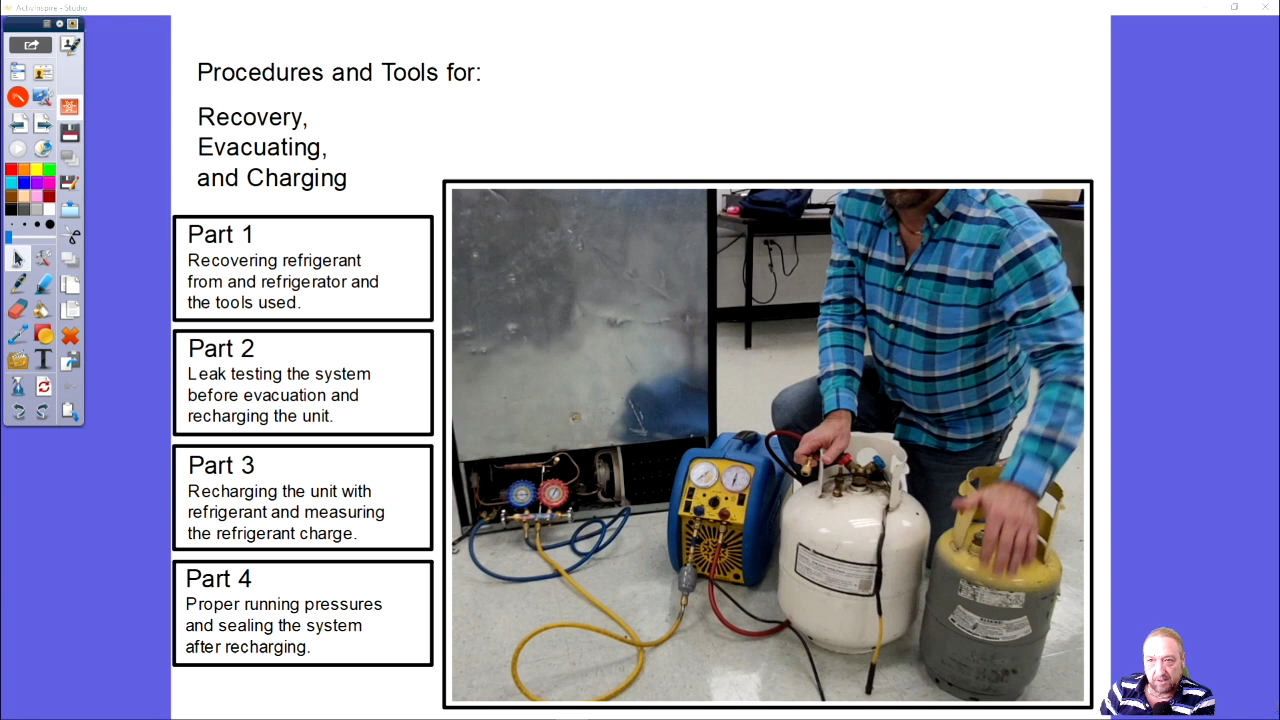 ActivInspire - Studio
Procedures and Tools for:
Recovery,
Evacuating,
and Charging
Part 1
Recovering refrigerant
from and refrigerator and
the tools used.
Part 2
Leak testing the system
before evacuation and
recharging the unit.
Part 3
Recharging the unit with
refrigerant and measuring
the refrigerant charge.
Part 4
Proper running pressures
and sealing the system
after recharging.